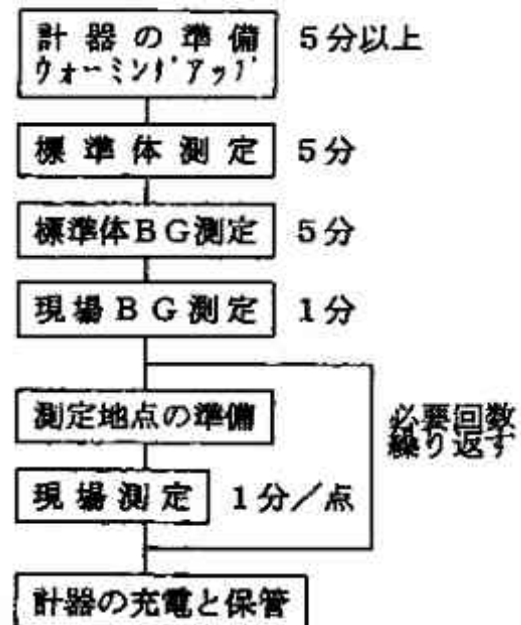 計器の準備 5分以上
ウォーミングアップ
標準体測定 5分
標準体BG測定 5分
現場BG測定 1分
測定地点の準備
必要回数
繰り返す
現場測定 1分/点
計器の充電と保管